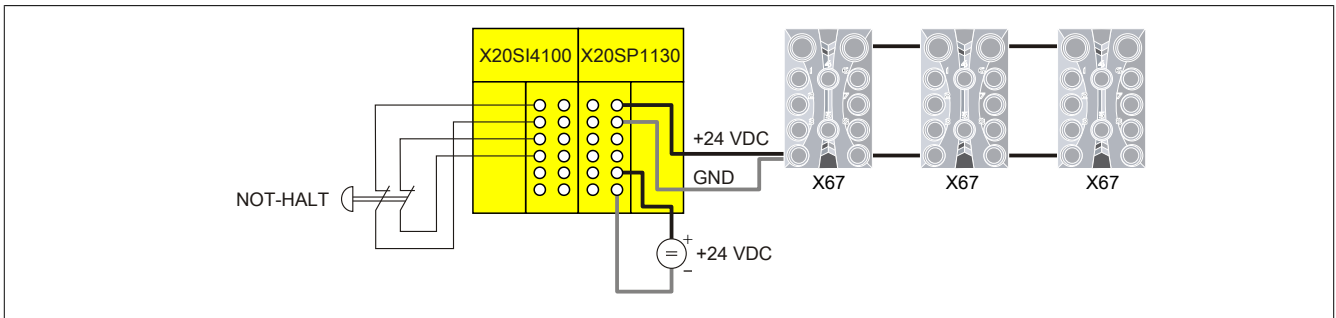 X20SI4100 X20SP1130
+24 VDC
GND
X67 X67 X67
NOT-HALT
+
+24 VDC
−